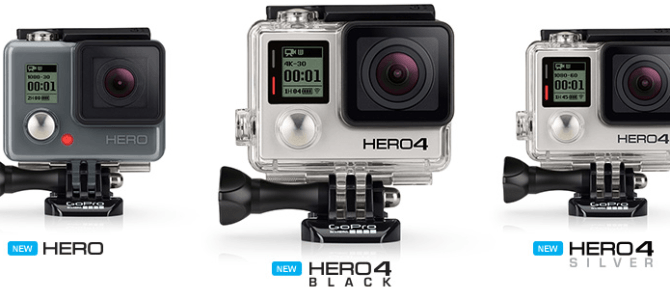 1080-30
00:01
HERO
GoPro
NEW HERO
4K-30
00:01
HERO4
GoPro
NEW HERO4
BLACK
1080-60
00:01
HERO4
GoPro
NEW HERO4
SILVER